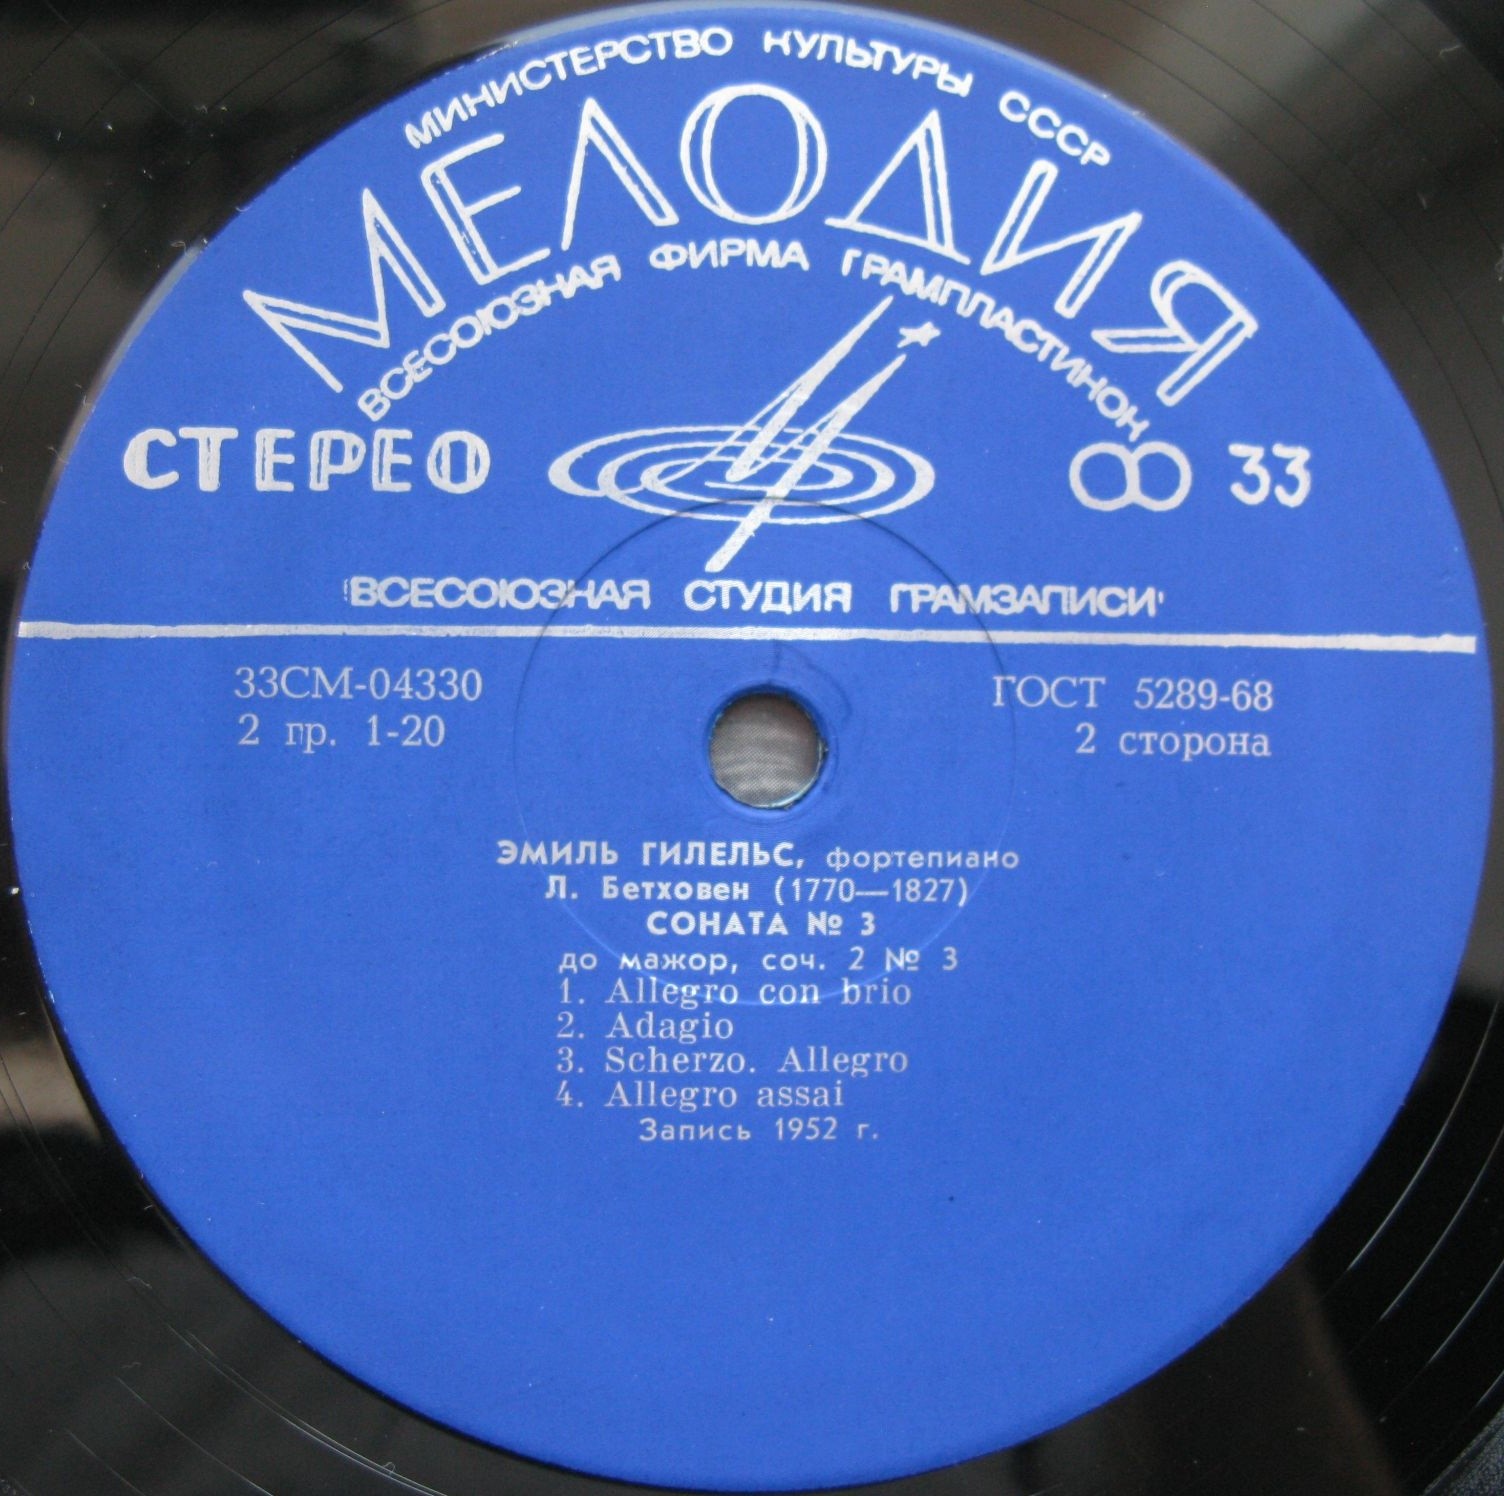 МИНИСТЕРСТВО КУЛЬТУРЫ СССР
МЕЛОДИЯ
ВСЕСОЮЗНАЯ ФИРМА ГРАМПЛАСТИНОК
СТЕРЕО
33
ВСЕСОЮЗНАЯ СТУДИЯ ГРАМЗАПИСИ
33СМ-04330
ГОСТ 5289-68
2 гр. 1-20
2 сторона
ЭМИЛЬ ГИЛЕЛЬС, фортепиано
Л. Бетховен (1770—1827)
СОНАТА № 3
до мажор, соч. 2 № 3
1. Allegro con brio
2. Adagio
3. Scherzo. Allegro
4. Allegro assai
Запись 1952 г.